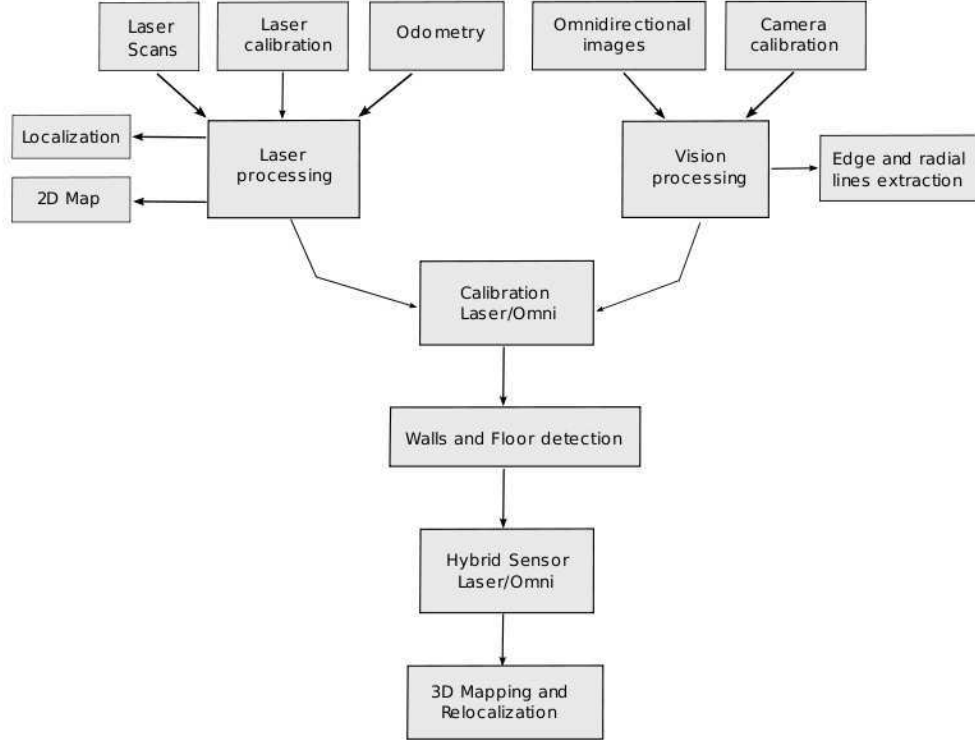 Laser
Scans
Laser
calibration
Odometry
Omnidirectional
images
Camera
calibration
Localization
2D Map
Laser
processing
Vision
processing
Edge and radial
lines extraction
Calibration
Laser/Omni
Walls and Floor detection
Hybrid Sensor
Laser/Omni
3D Mapping and
Relocalization